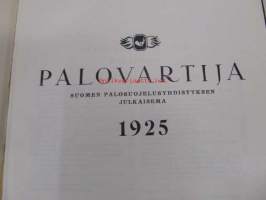 PALOVARTIJA
SUOMEN PALOSUOJELUSYHDISTYKSEN
JULKAISEMA
1925